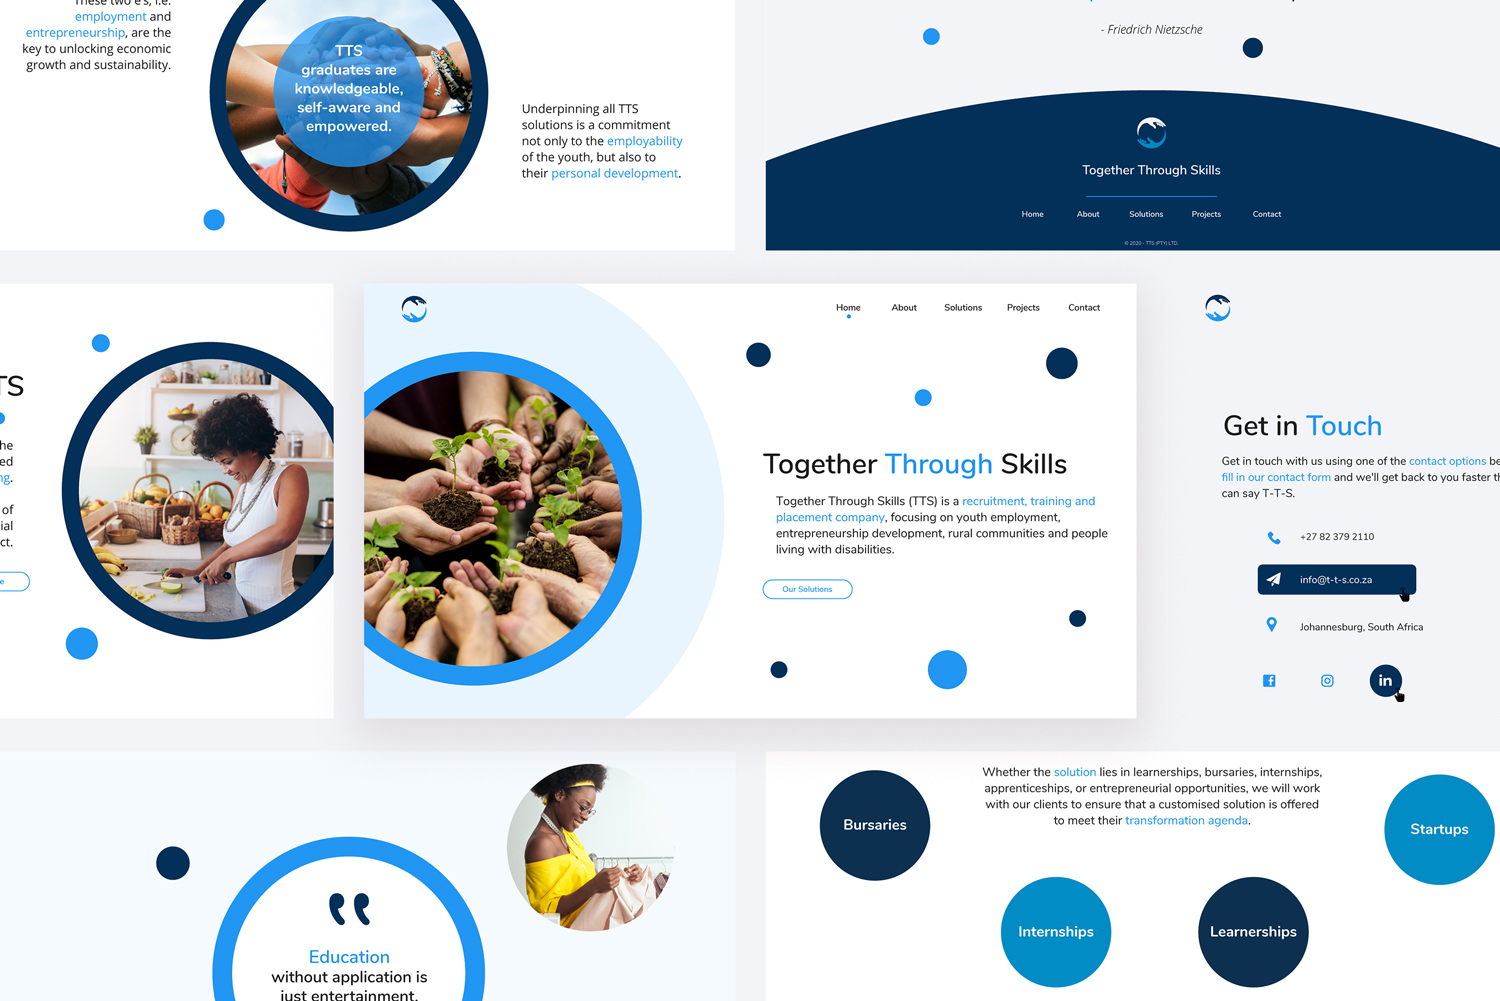 These two e's, i.e.
employment and
entrepreneurship, are the
key to unlocking economic
growth and sustainability.
TTS
graduates are
knowledgeable,
self-aware and
empowered.
Underpinning all TTS
solutions is a commitment
not only to the employability
of the youth, but also to
their personal development.
- Friedrich Nietzsche
Together Through Skills
Home About Solutions Projects Contact
© 2020 - TTS (PTY) LTD.
TS
he
ed
ng.
of
ial
ct.
e
Home About Solutions Projects Contact
Together Through Skills
Together Through Skills (TTS) is a recruitment, training and
placement company, focusing on youth employment,
entrepreneurship development, rural communities and people
living with disabilities.
Our Solutions
Get in Touch
Get in touch with us using one of the contact options be
fill in our contact form and we'll get back to you faster th
can say T-T-S.
+27 82 379 2110
info@t-t-s.co.za
Johannesburg, South Africa
in
Education
without application is
just entertainment.
Whether the solution lies in learnerships, bursaries, internships,
apprenticeships, or entrepreneurial opportunities, we will work
with our clients to ensure that a customised solution is offered
to meet their transformation agenda.
Bursaries
Startups
Internships
Learnerships